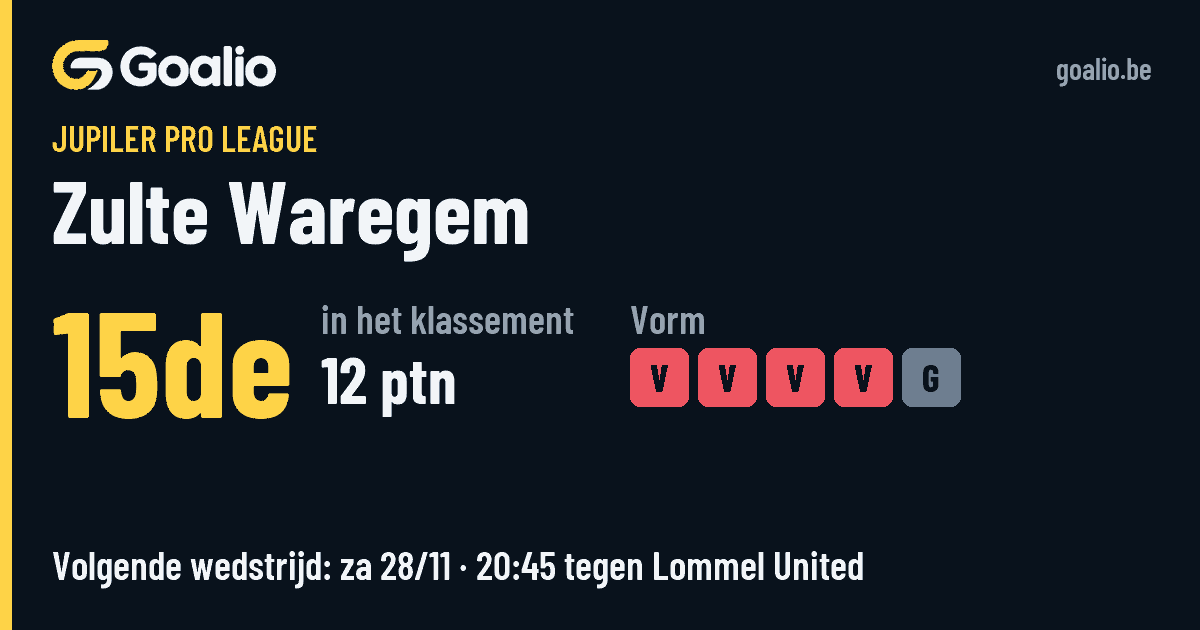 Goalio
goalio.be
JUPILER PRO LEAGUE
Zulte Waregem
15de
in het klassement
12 ptn
Vorm
V V V V G
Volgende wedstrijd: za 28/11 · 20:45 tegen Lommel United